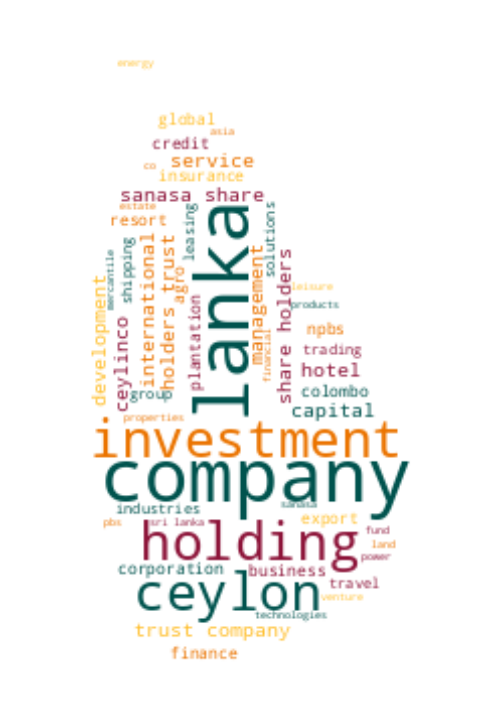 energy
global
asia
credit
co
service
insurance
sanasa share
estate
resort
leasing
lanka
solutions
mercantile
shipping
international
holders trust
agro
plantation
management
financial
share holders
development
ceylinco
leisure
products
npbs
trading
hotel
group
colombo
capital
properties
investment
company
industries
sanasa
pbs
sri lanka
export
holding
fund
land
power
corporation
business
travel
ceylon
venture
technologies
trust company
finance